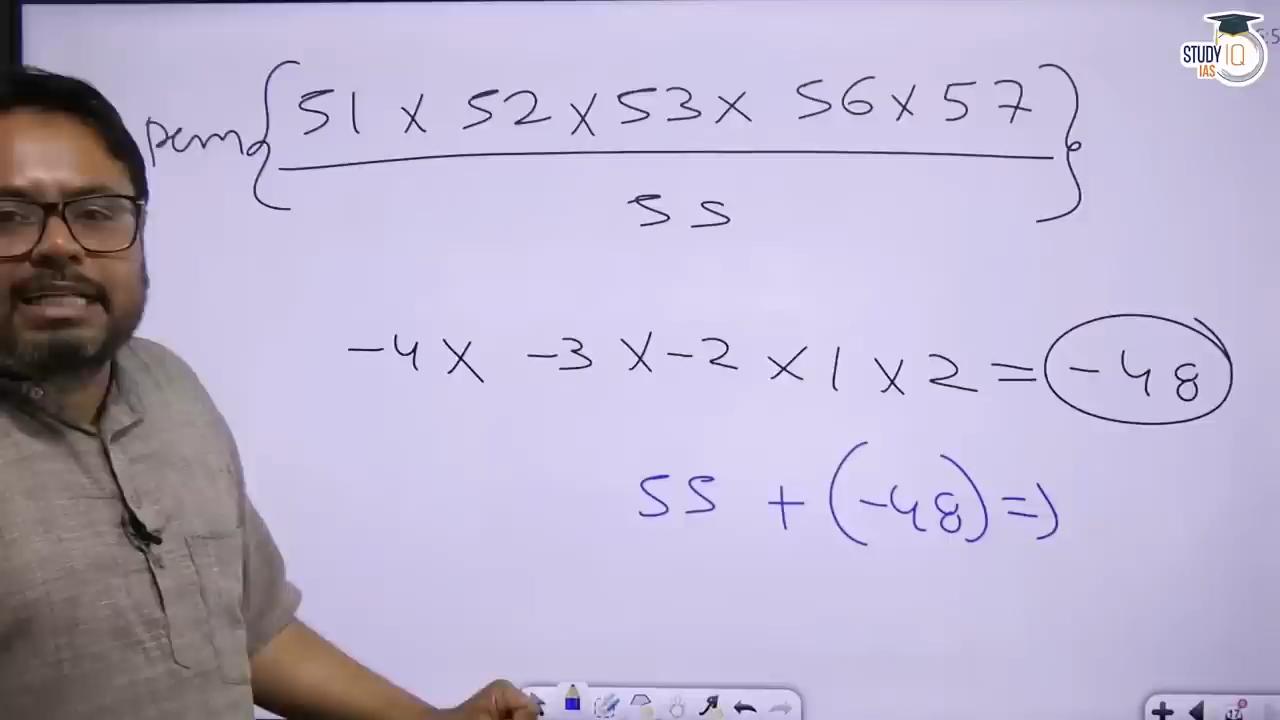 STUDY IQ
IAS
Rem { 51 × 52 × 53 × 56 × 57 / 55 }
-4 × -3 × -2 × 1 × 2 = -48
55 + (-48) =)